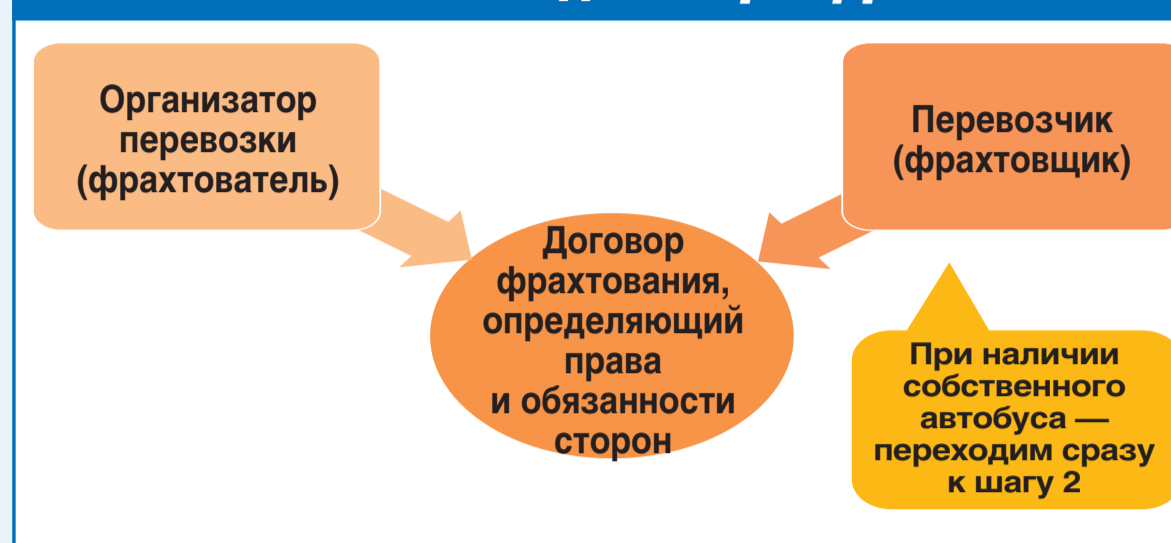 Организатор
перевозки
(фрахтователь)
Перевозчик
(фрахтовщик)
Договор
фрахтования,
определяющий
права
и обязанности
сторон
При наличии
собственного
автобуса —
переходим сразу
к шагу 2